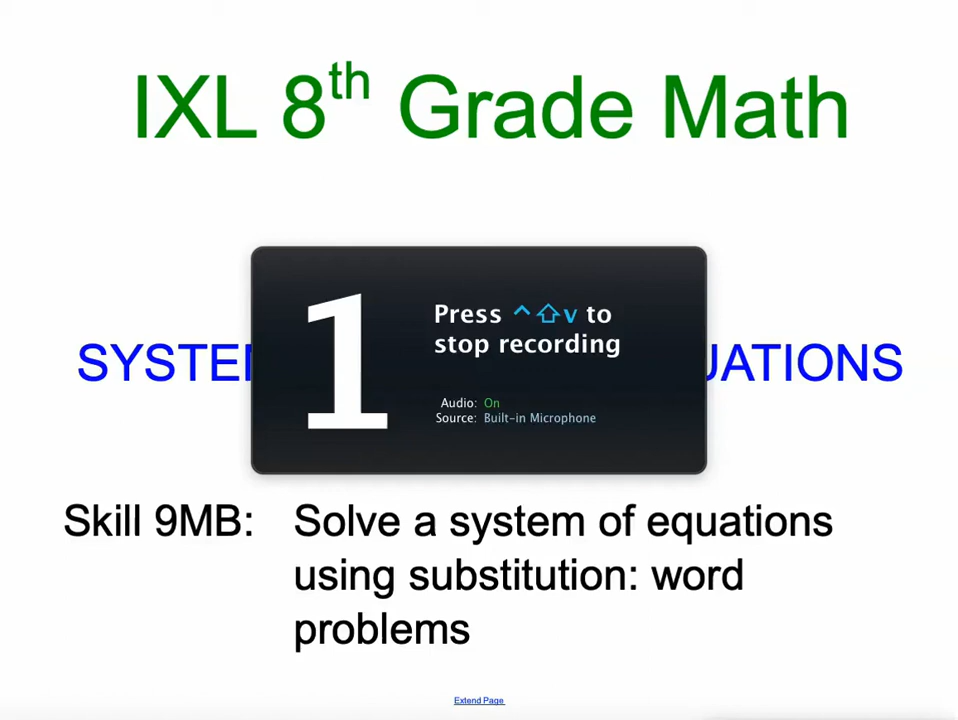 IXL 8th Grade Math
1
Press ^⇧v to
stop recording
SYSTE UATIONS
Audio: On
Source: Built-in Microphone
Skill 9MB: Solve a system of equations
using substitution: word
problems
Extend Page